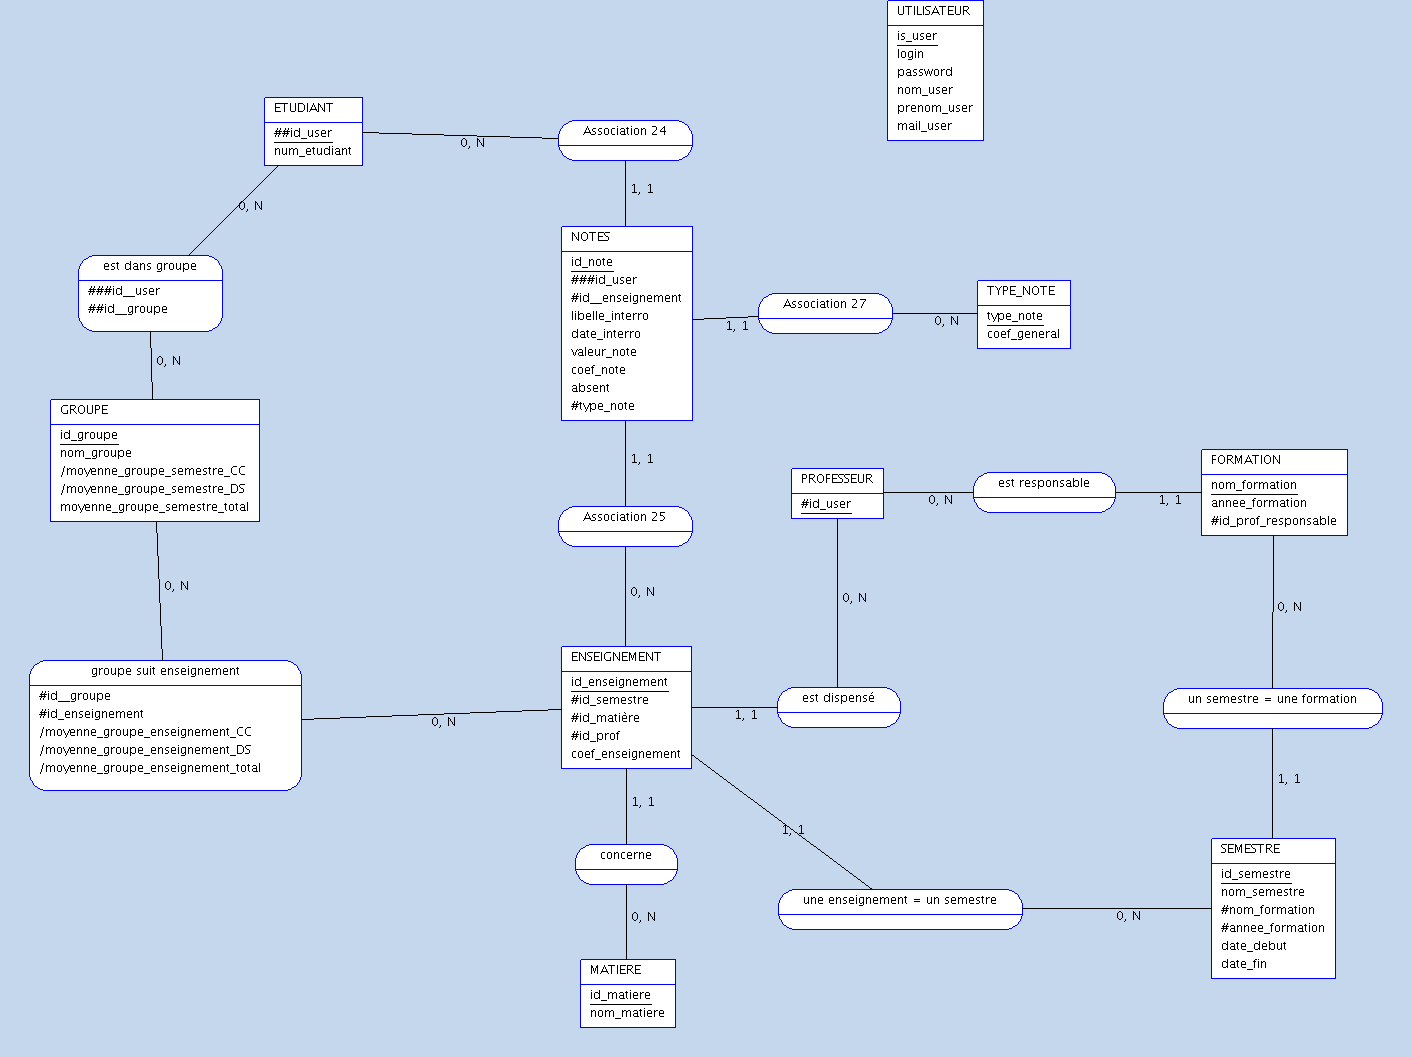 UTILISATEUR
is_user
login
password
nom_user
prenom_user
mail_user
ETUDIANT
##id_user
num_etudiant
0, N
Association 24
1, 1
0, N
est dans groupe
###id__user
##id__groupe
0, N
NOTES
id_note
###id_user
#id__enseignement
libelle_interro
date_interro
valeur_note
coef_note
absent
#type_note
1, 1
Association 27
0, N
TYPE_NOTE
type_note
coef_general
GROUPE
id_groupe
nom_groupe
/moyenne_groupe_semestre_CC
/moyenne_groupe_semestre_DS
moyenne_groupe_semestre_total
1, 1
Association 25
0, N
PROFESSEUR
#id_user
0, N
est responsable
1, 1
FORMATION
nom_formation
annee_formation
#id_prof_responsable
0, N
0, N
0, N
groupe suit enseignement
#id__groupe
#id_enseignement
/moyenne_groupe_enseignement_CC
/moyenne_groupe_enseignement_DS
/moyenne_groupe_enseignement_total
0, N
ENSEIGNEMENT
id_enseignement
#id_semestre
#id_matière
#id_prof
coef_enseignement
1, 1
est dispensé
un semestre = une formation
1, 1
1, 1
concerne
0, N
MATIERE
id_matiere
nom_matiere
1, 1
une enseignement = un semestre
0, N
SEMESTRE
id_semestre
nom_semestre
#nom_formation
#annee_formation
date_debut
date_fin